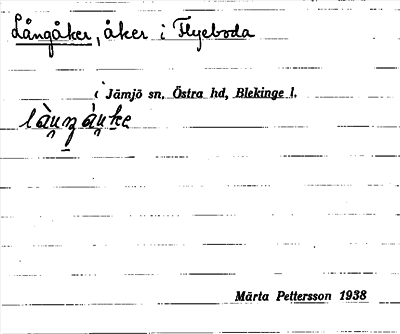 Långåker, åker i Flyeboda
i Jämjö sn, Östra hd, Blekinge l.
Märta Pettersson 1938